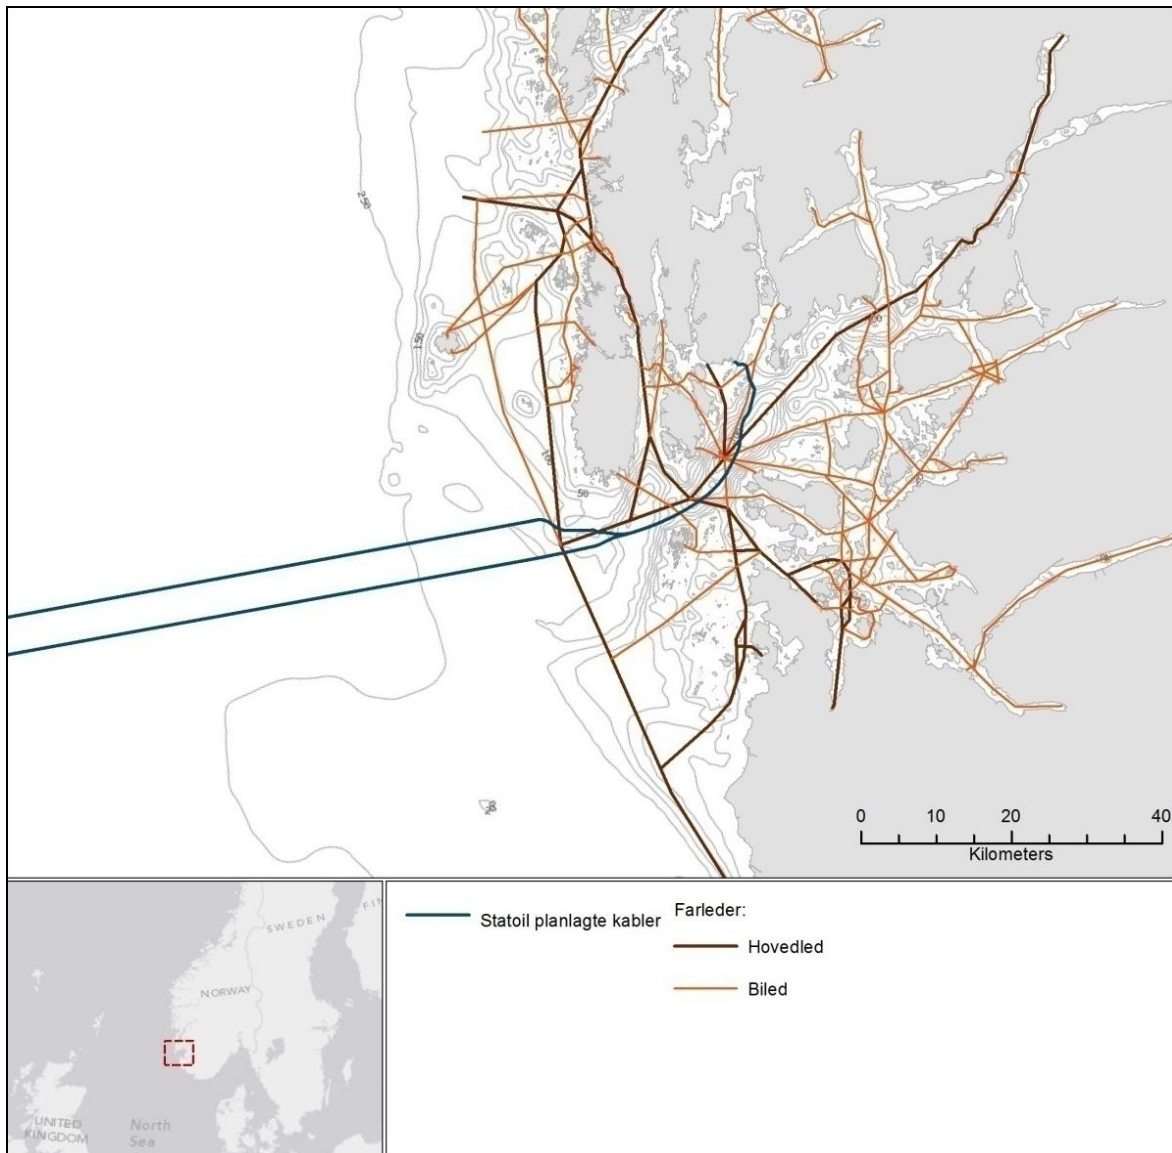 250
150
50
0 10 20 40
Kilometers
Statoil planlagte kabler
Farleder:
Hovedled
Biled
SWEDEN
FIN
NORWAY
UNITED
KINGDOM
North
Sea